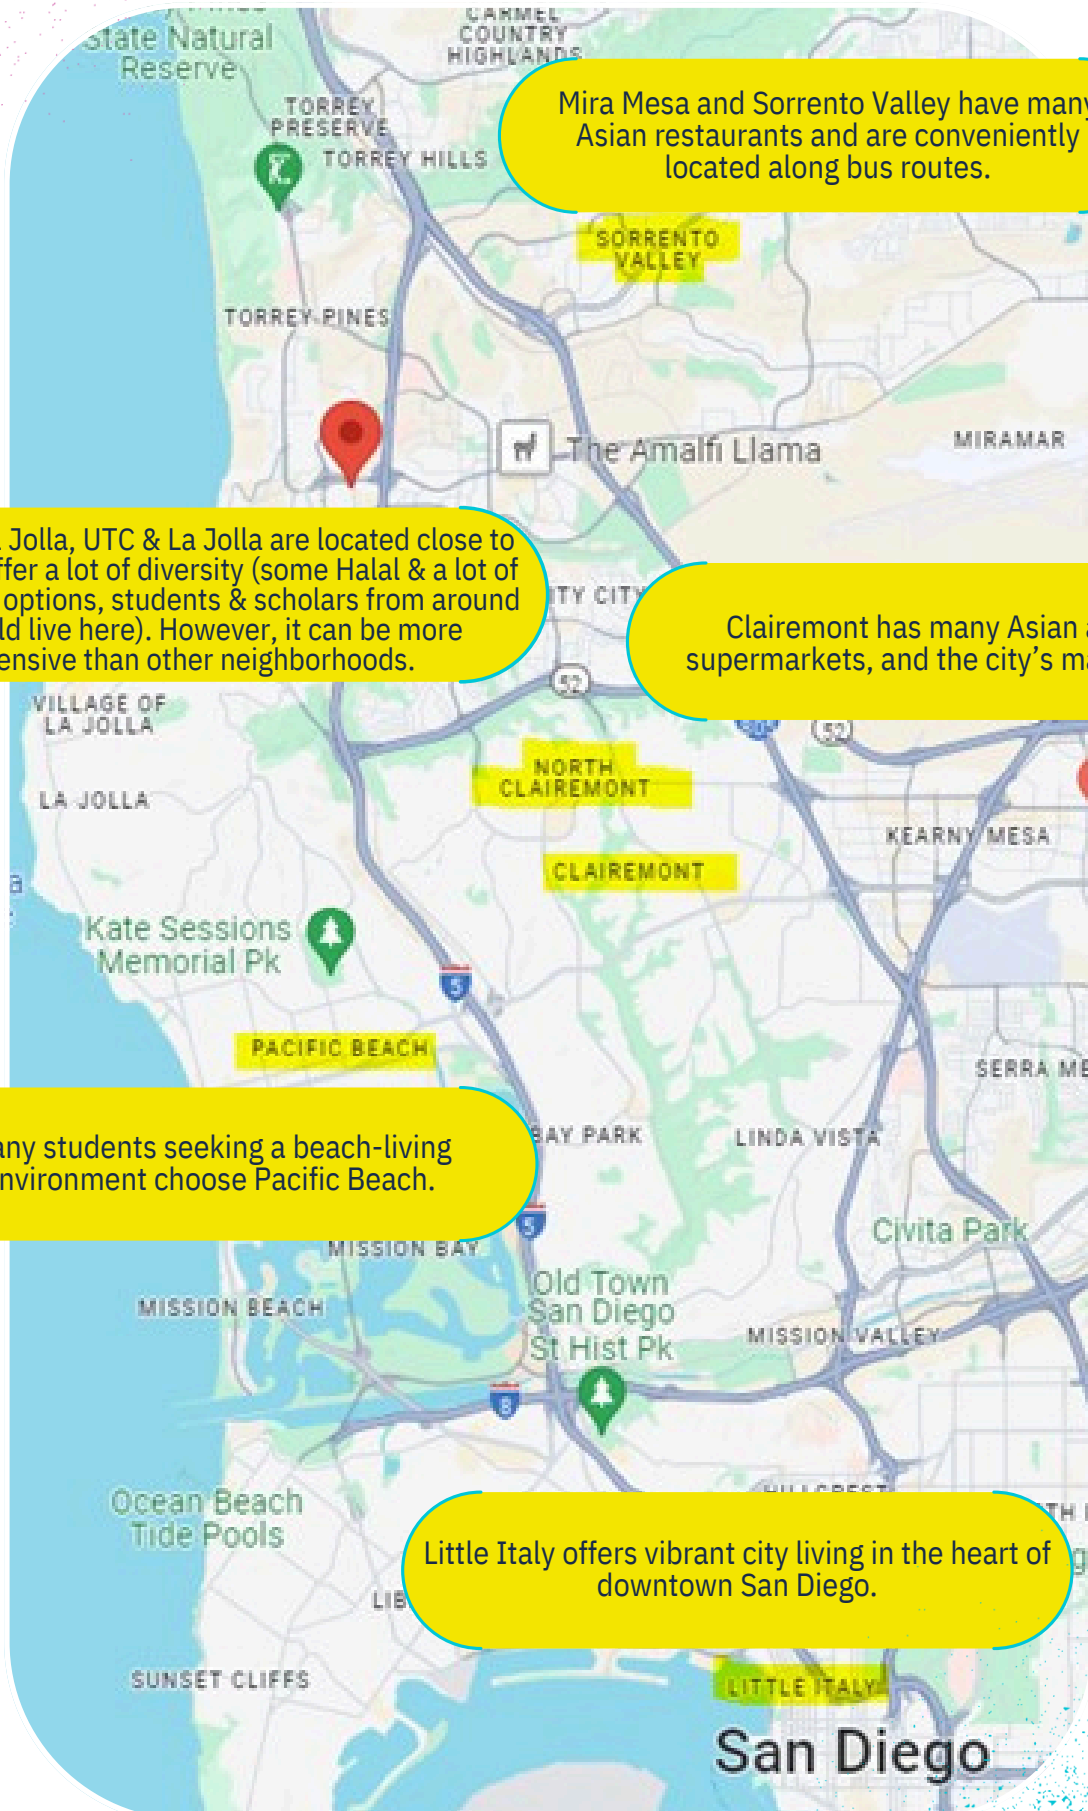 State Natural
Reserve
CARMEL
COUNTRY
HIGHLANDS
Mira Mesa and Sorrento Valley have many
Asian restaurants and are conveniently
located along bus routes.
TORREY
PRESERVE
TORREY HILLS
SORRENTO
VALLEY
TORREY PINES
The Amalfi Llama
MIRAMAR
Jolla, UTC & La Jolla are located close to
ffer a lot of diversity (some Halal & a lot of
options, students & scholars from around
ld live here). However, it can be more
ensive than other neighborhoods.
ITY CITY
Clairemont has many Asian a
supermarkets, and the city's ma
52
VILLAGE OF
LA JOLLA
52
NORTH
CLAIREMONT
LA JOLLA
KEARNY MESA
CLAIREMONT
Kate Sessions
Memorial Pk
5
PACIFIC BEACH
SERRA ME
any students seeking a beach-living
nvironment choose Pacific Beach.
BAY PARK
LINDA VISTA
5
Civita Park
MISSION BAY
Old Town
San Diego
St Hist Pk
MISSION BEACH
MISSION VALLEY
8
HILLCREST
Ocean Beach
Tide Pools
TH
Little Italy offers vibrant city living in the heart of
downtown San Diego.
LIB
SUNSET CLIFFS
LITTLE ITALY
San Diego